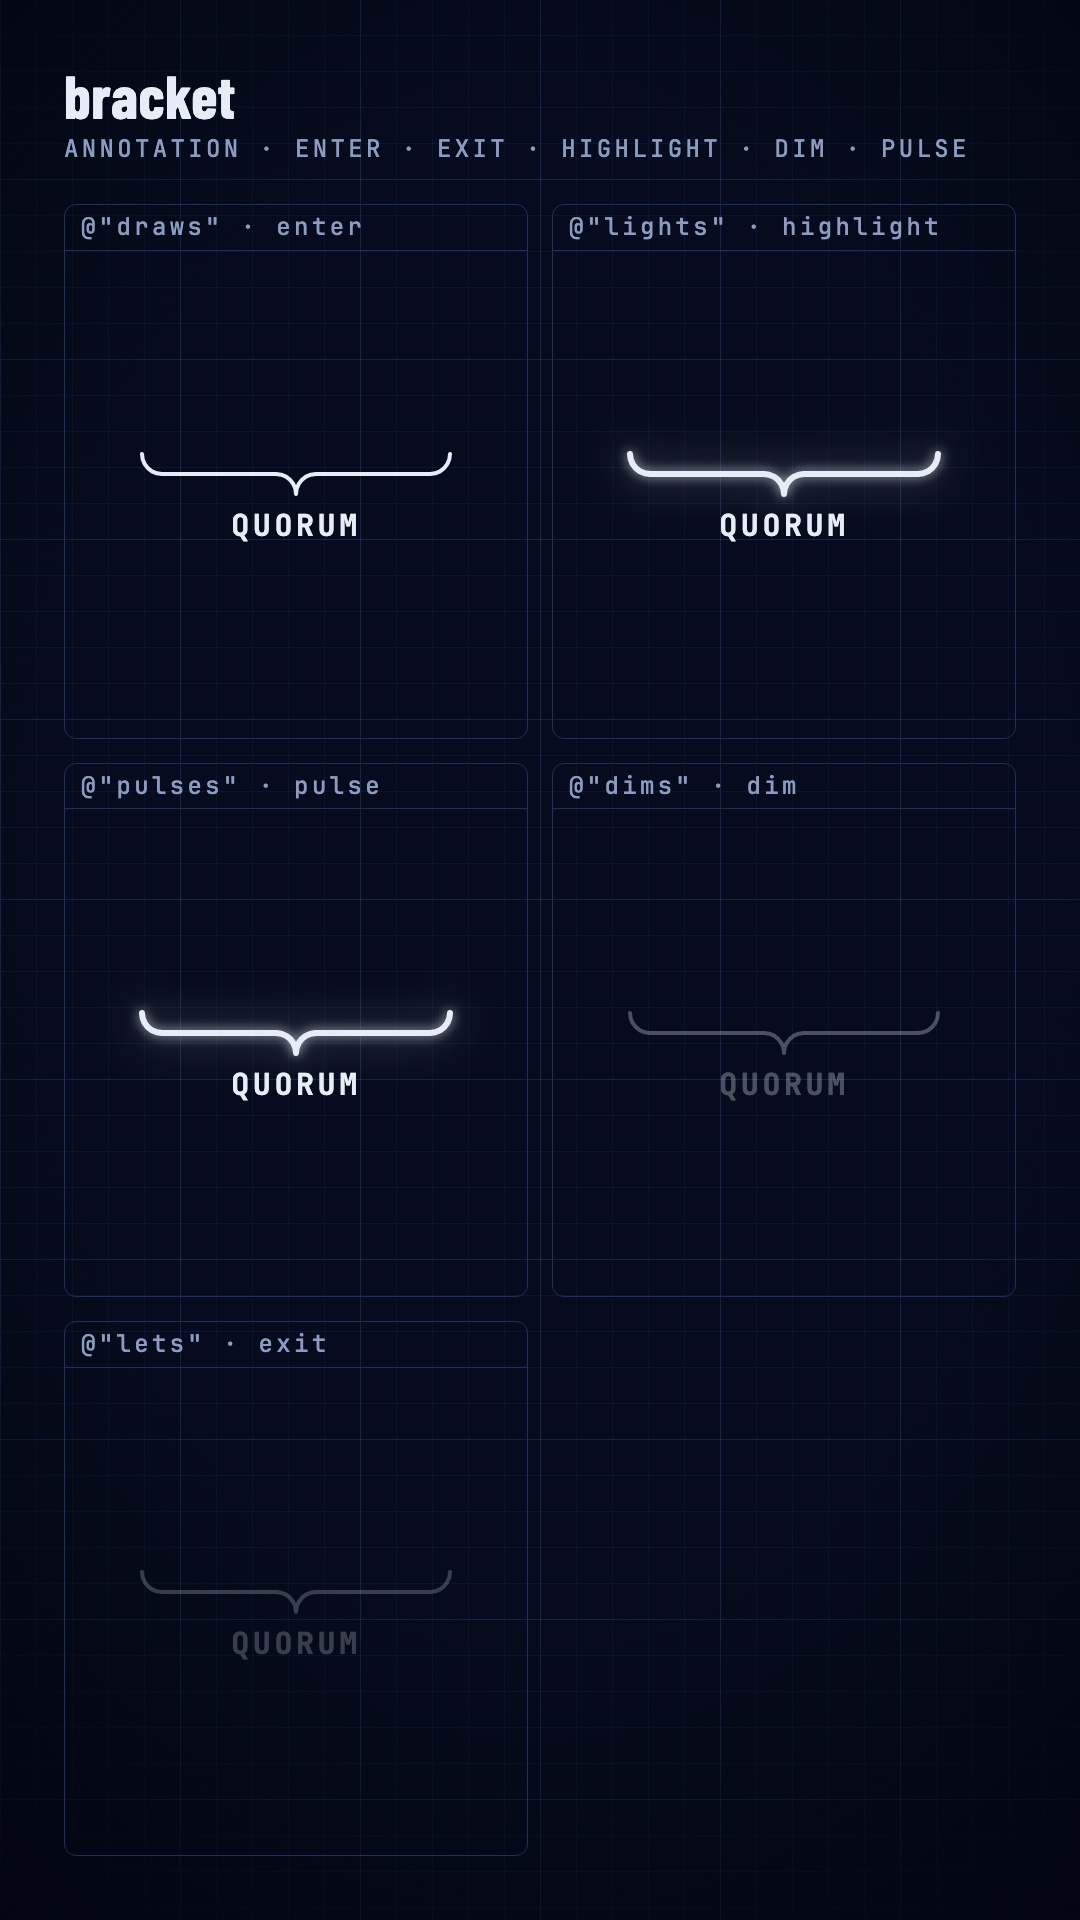 bracket
ANNOTATION · ENTER · EXIT · HIGHLIGHT · DIM · PULSE
@"draws" · enter
QUORUM
@"lights" · highlight
QUORUM
@"pulses" · pulse
QUORUM
@"dims" · dim
QUORUM
@"lets" · exit
QUORUM